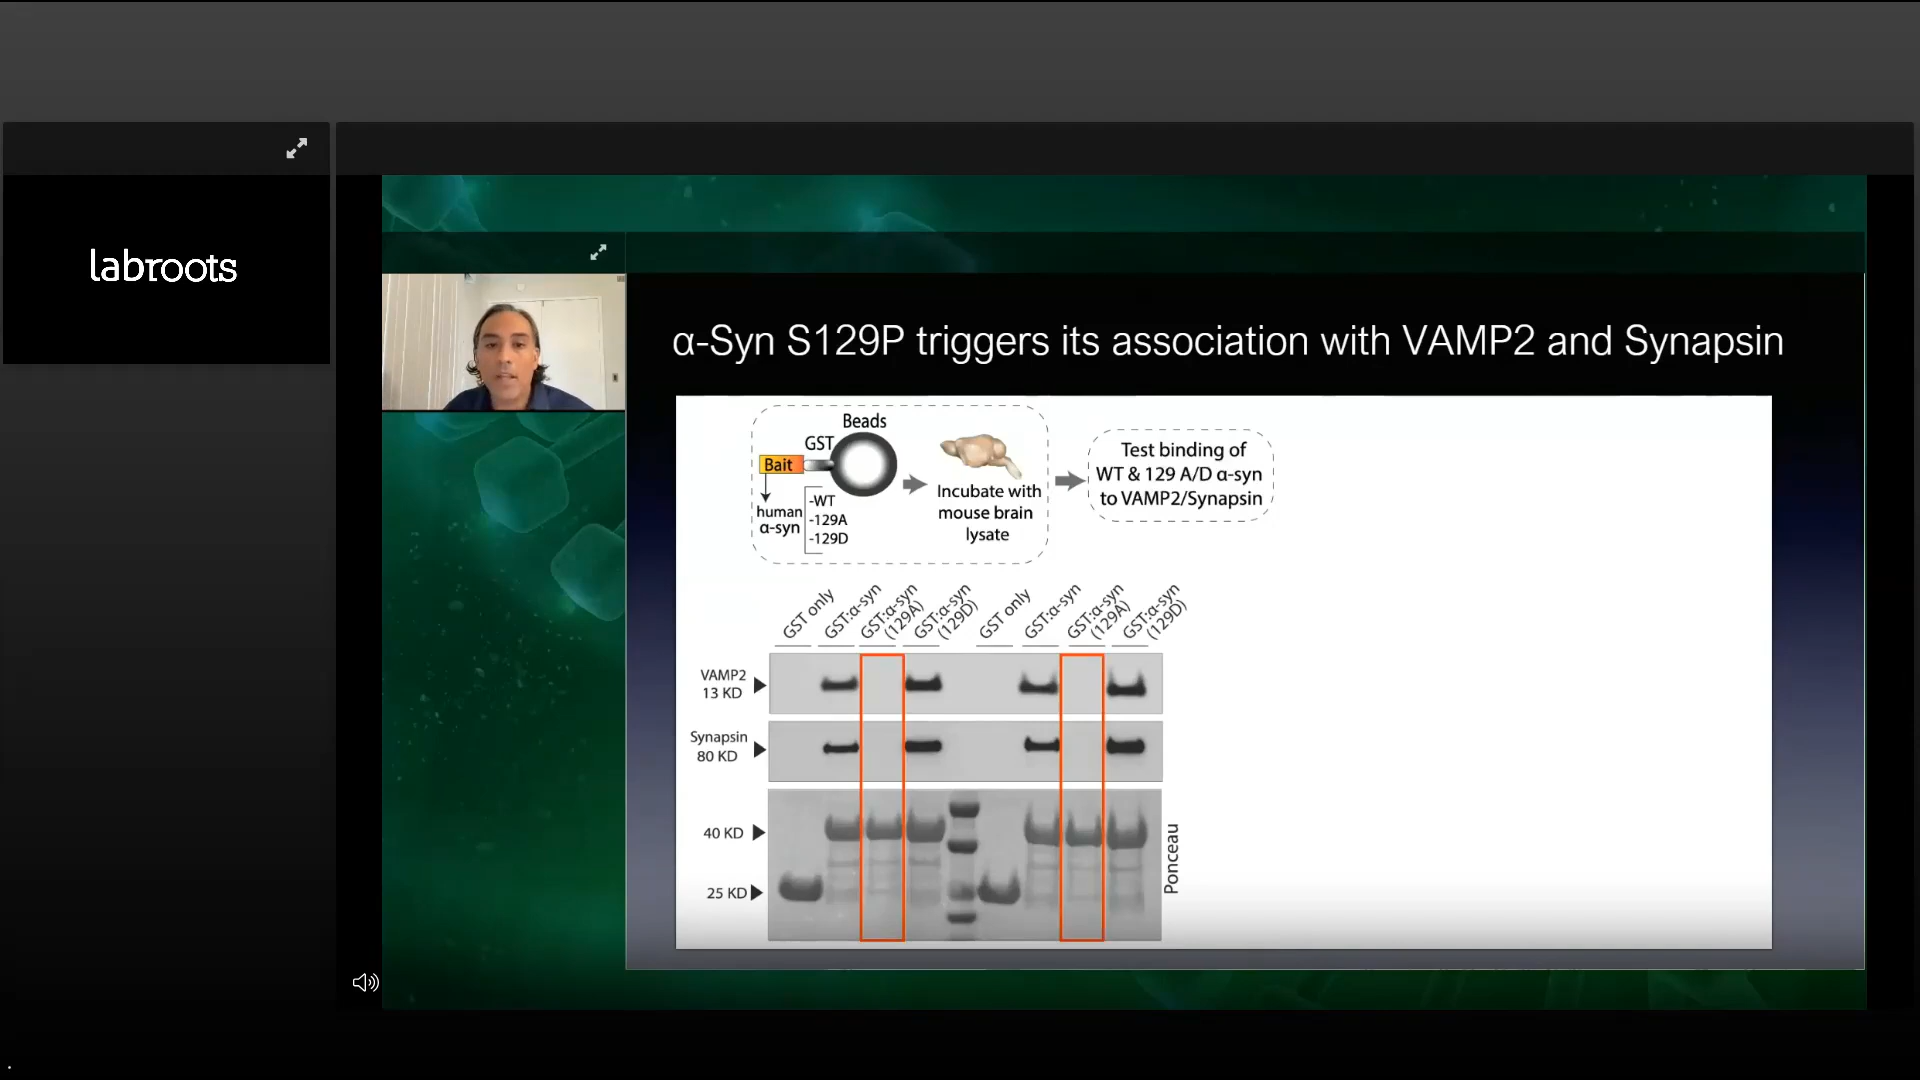 labroots
α-Syn S129P triggers its association with VAMP2 and Synapsin
Beads
GST
Bait
human
α-syn
-WT
-129A
-129D
Incubate with
mouse brain
lysate
Test binding of
WT & 129 A/D α-syn
to VAMP2/Synapsin
GST only
GST:α-syn
GST:α-syn
(129A)
GST:α-syn
(129D)
GST only
GST:α-syn
GST:α-syn
(129A)
GST:α-syn
(129D)
VAMP2
13 KD
Synapsin
80 KD
40 KD
25 KD
Ponceau